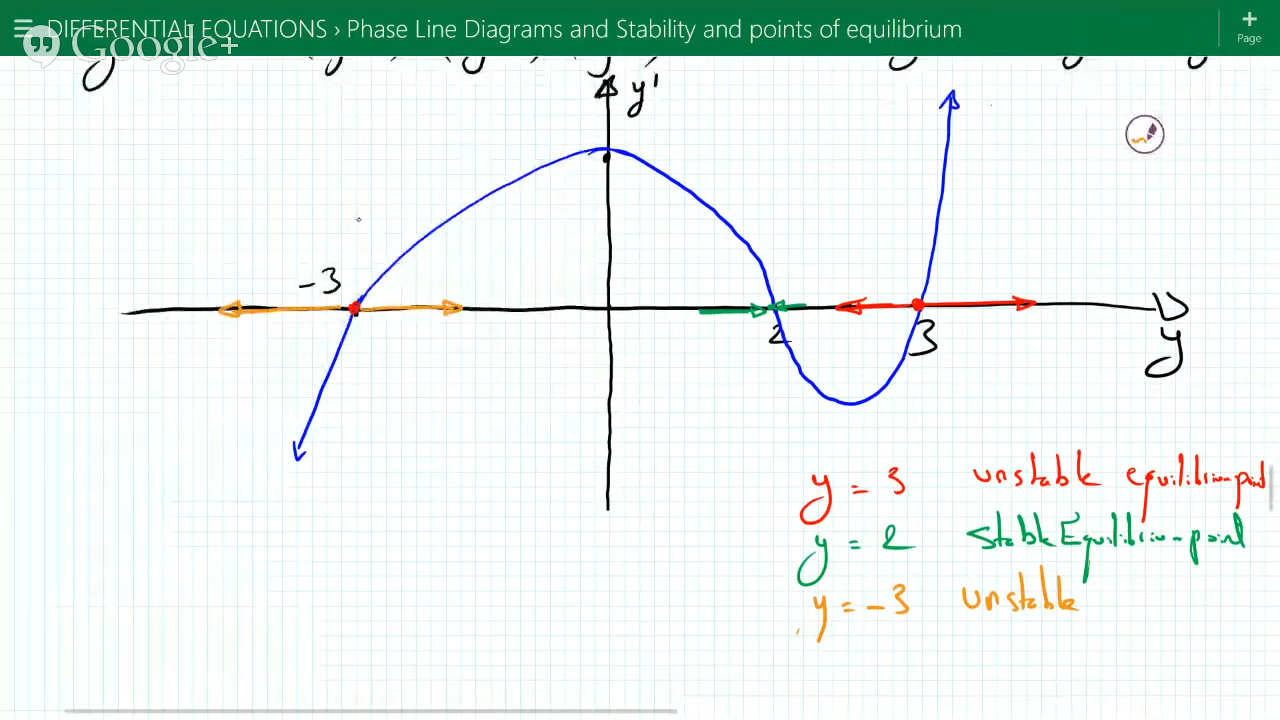 DIFFERENTIAL EQUATIONS › Phase Line Diagrams and Stability and points of equilibrium
Google+
Page
y'
-3
2
3
y
y = 3 unstable equilibrium point
y = 2 stable Equilibrium point
y = -3 unstable